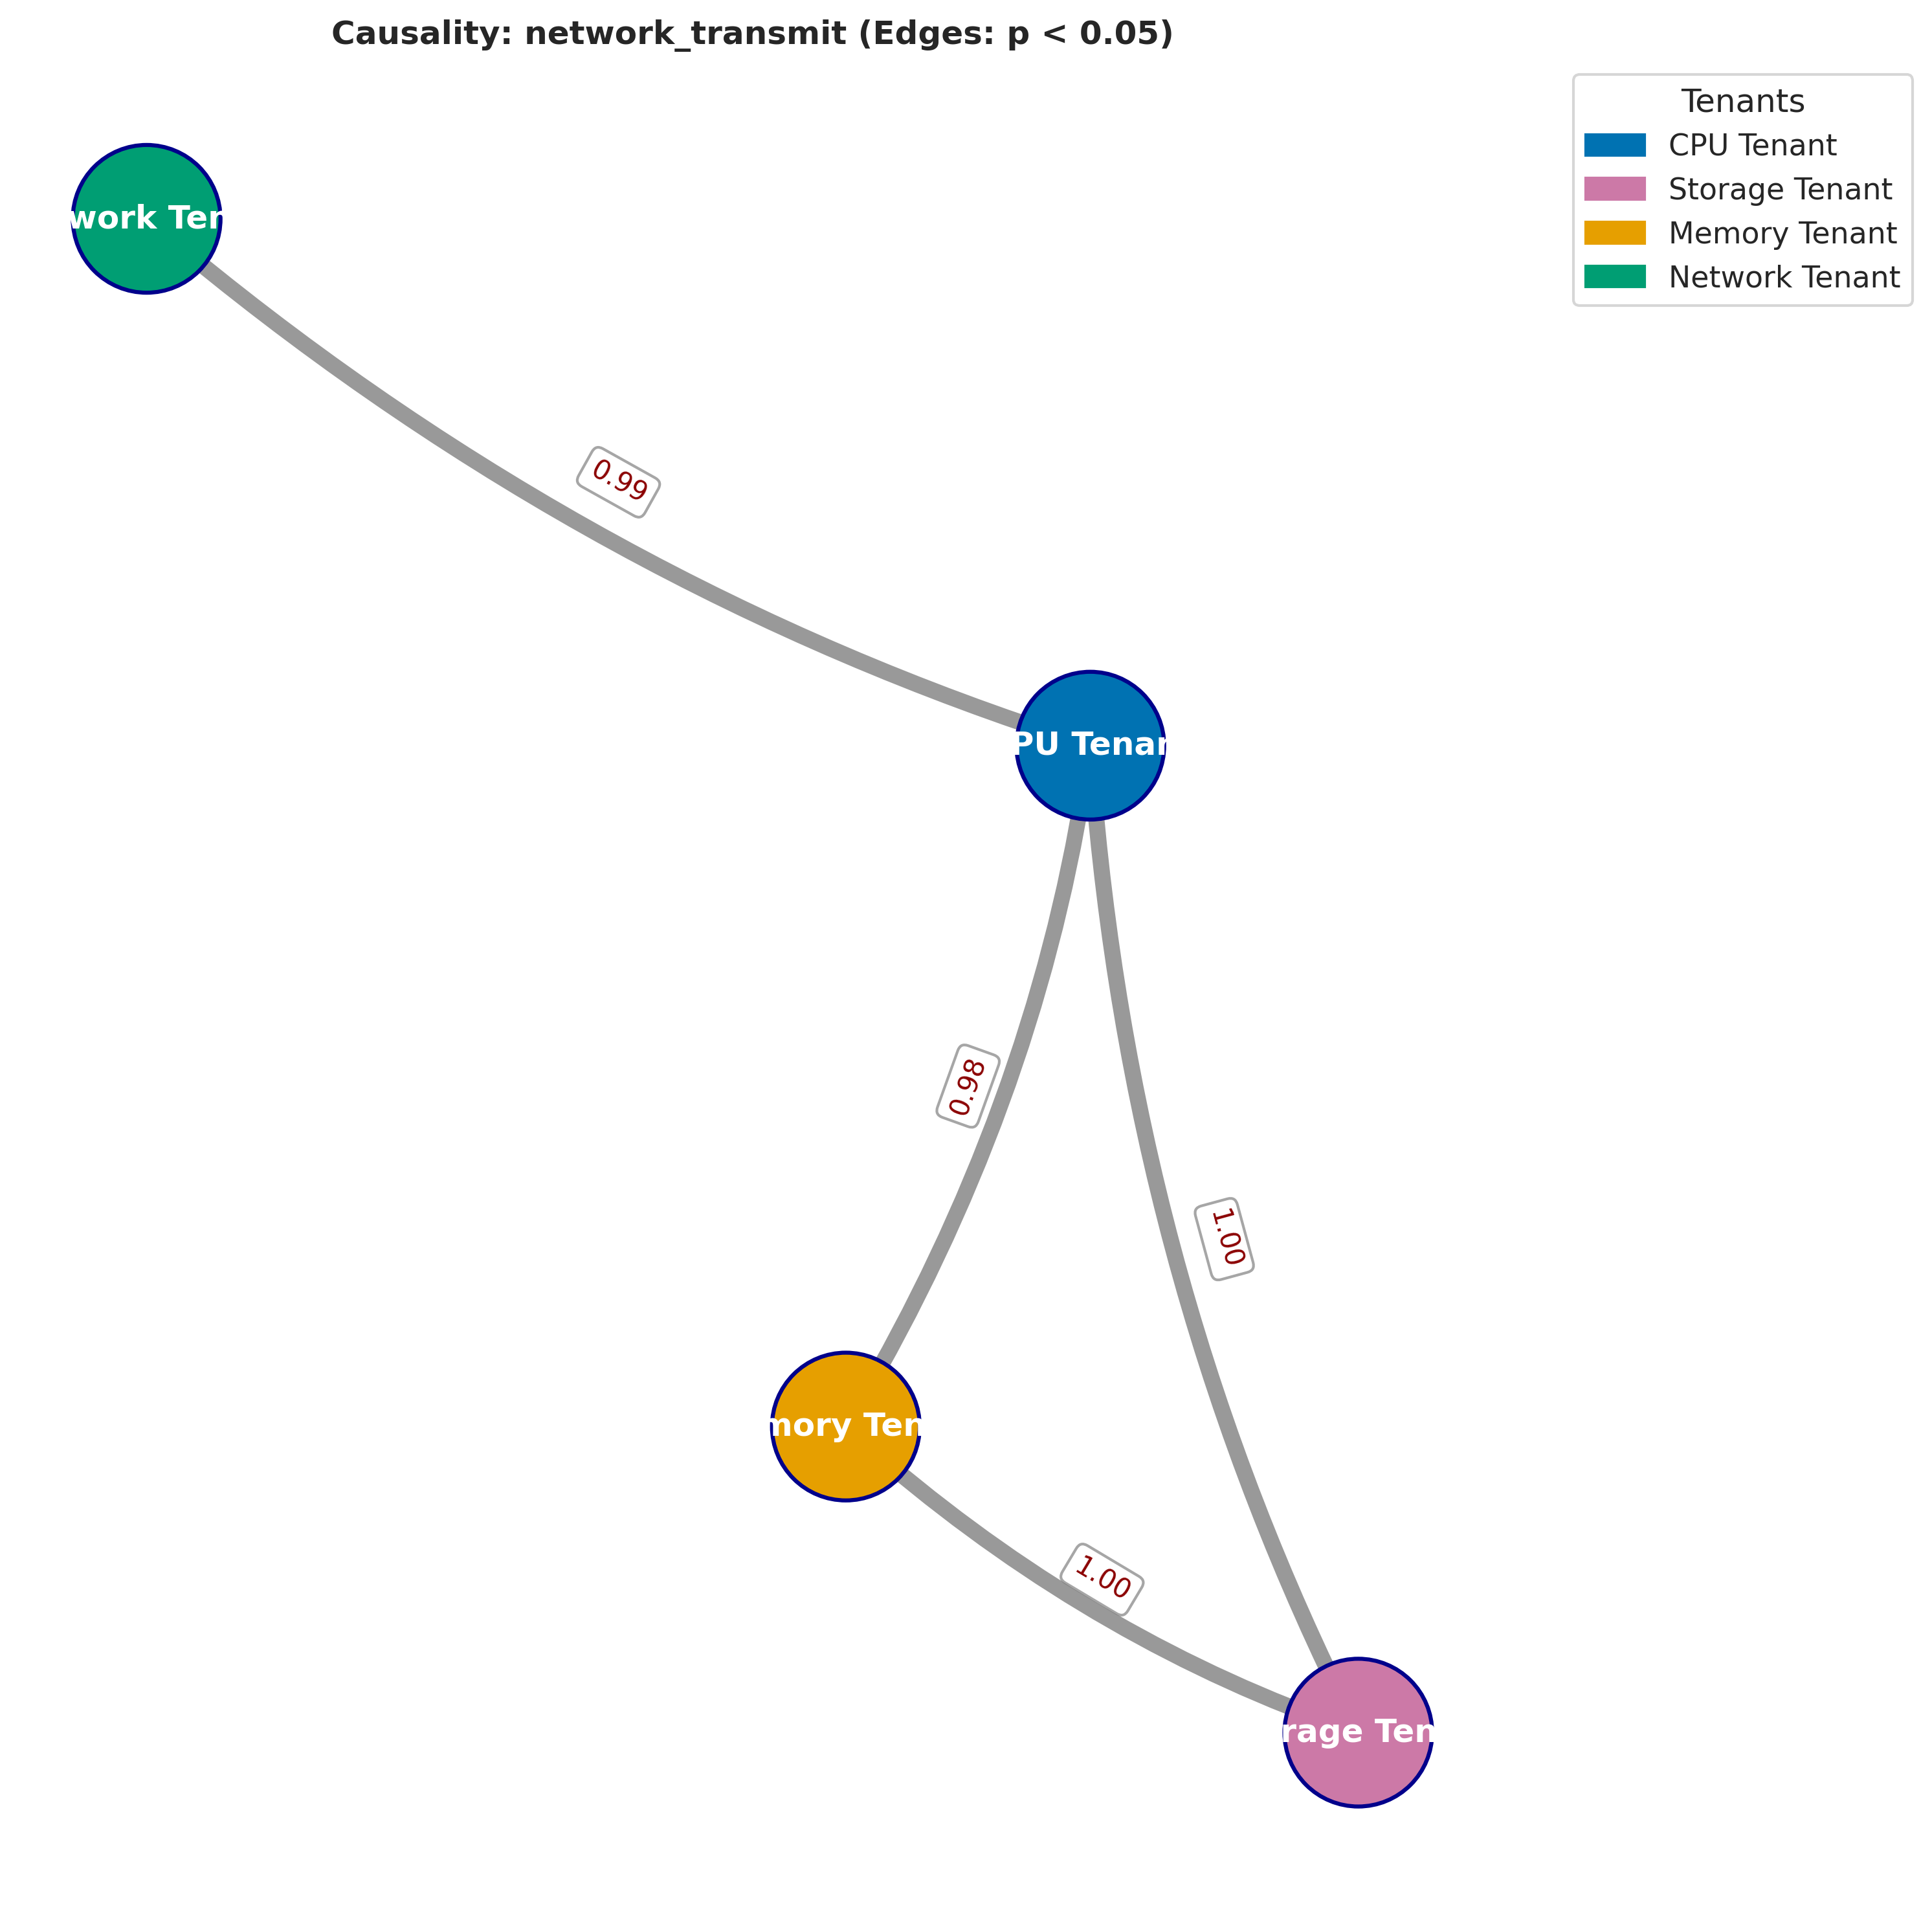 Causality: network_transmit (Edges: p < 0.05)
Tenants
CPU Tenant
Storage Tenant
Memory Tenant
Network Tenant
work Ten
0.99
PU Tenan
0.98
1.00
mory Ten
1.00
rage Ten